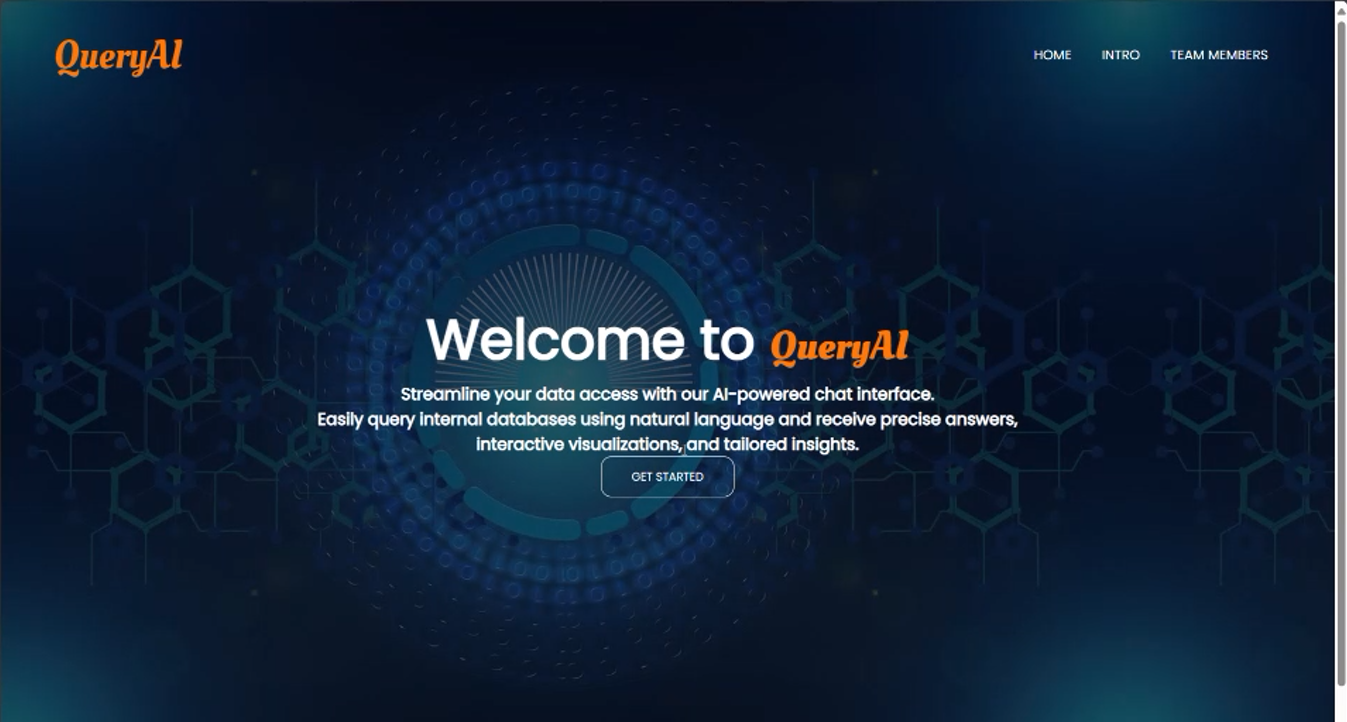 QueryAI
HOME INTRO TEAM MEMBERS
Welcome to QueryAI
Streamline your data access with our AI-powered chat interface.
Easily query internal databases using natural language and receive precise answers,
interactive visualizations, and tailored insights.
GET STARTED